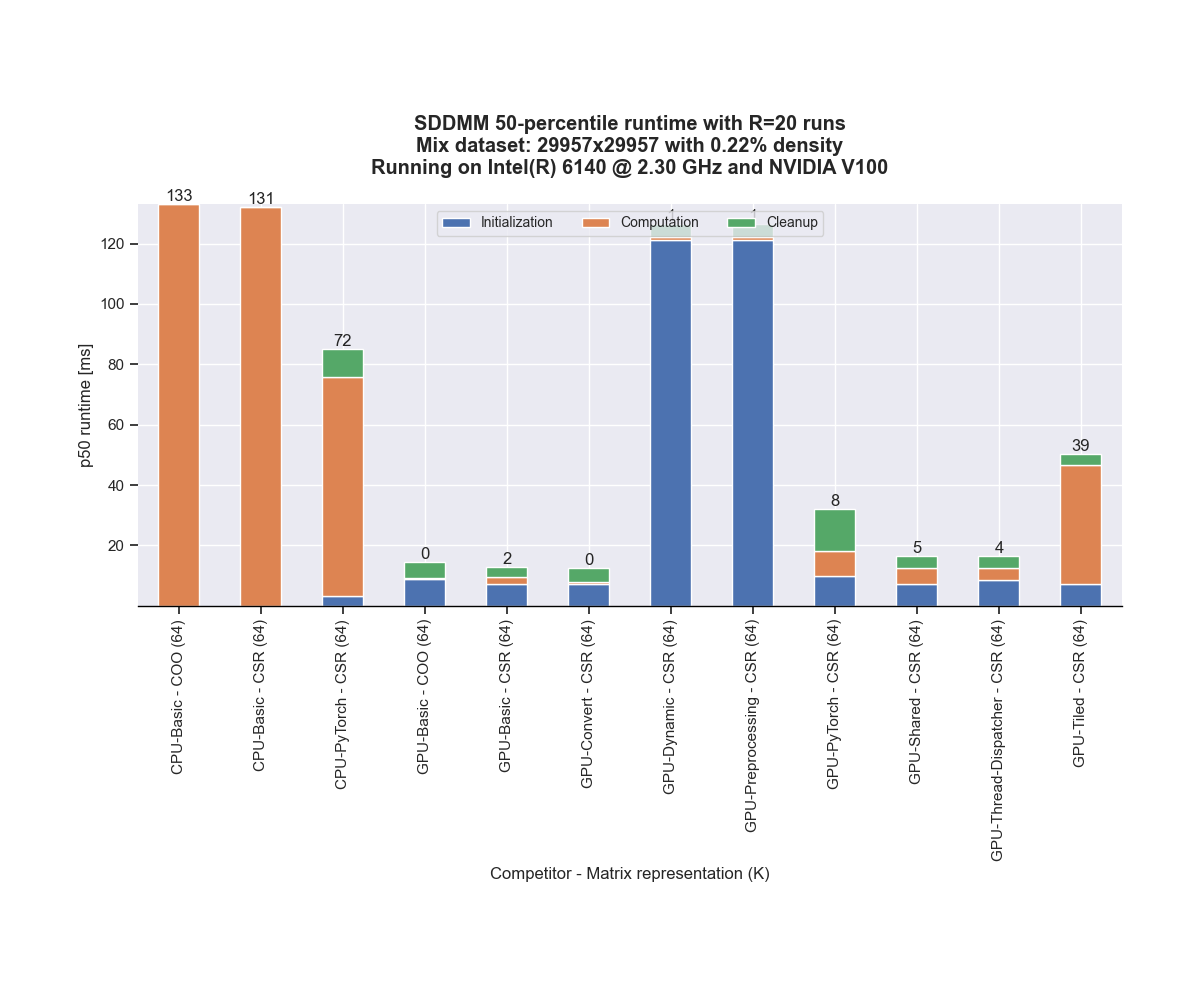 SDDMM 50-percentile runtime with R=20 runs
Mix dataset: 29957x29957 with 0.22% density
Running on Intel(R) 6140 @ 2.30 GHz and NVIDIA V100
133
131
72
0
2
0
1
1
8
5
4
39
Initialization
Computation
Cleanup
p50 runtime [ms]
120
100
80
60
40
20
CPU-Basic - COO (64)
CPU-Basic - CSR (64)
CPU-PyTorch - CSR (64)
GPU-Basic - COO (64)
GPU-Basic - CSR (64)
GPU-Convert - CSR (64)
GPU-Dynamic - CSR (64)
GPU-Preprocessing - CSR (64)
GPU-PyTorch - CSR (64)
GPU-Shared - CSR (64)
GPU-Thread-Dispatcher - CSR (64)
GPU-Tiled - CSR (64)
Competitor - Matrix representation (K)